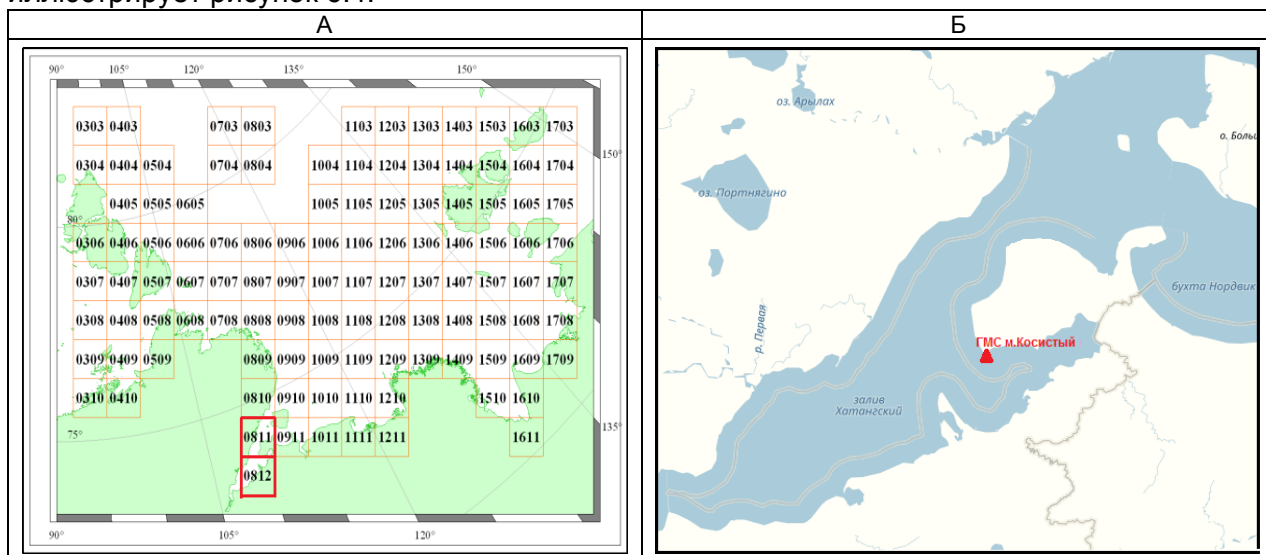 иллюстрирует рисунок
А
Б
90° 105° 120° 135° 150°
0303 0403 0703 0803 1103 1203 1303 1403 1503 1603 1703
150°
0304 0404 0504 0704 0804 1004 1104 1204 1304 1404 1504 1604 1704
0405 0505 0605 1005 1105 1205 1305 1405 1505 1605 1705
80°
0306 0406 0506 0606 0706 0806 0906 1006 1106 1206 1306 1406 1506 1606 1706
0307 0407 0507 0607 0707 0807 0907 1007 1107 1207 1307 1407 1507 1607 1707
0308 0408 0508 0608 0708 0808 0908 1008 1108 1208 1308 1408 1508 1608 1708
0309 0409 0509 0809 0909 1009 1109 1209 1309 1409 1509 1609 1709
0310 0410 0810 0910 1010 1110 1210 1510 1610
135°
75°
0811 0911 1011 1111 1211 1611
0812
90° 105° 120°
оз. Арылах
о. Больш
оз. Портнягино
бухта Нордвик
р. Первая
ГМС м.Косистый
залив
Хатангский